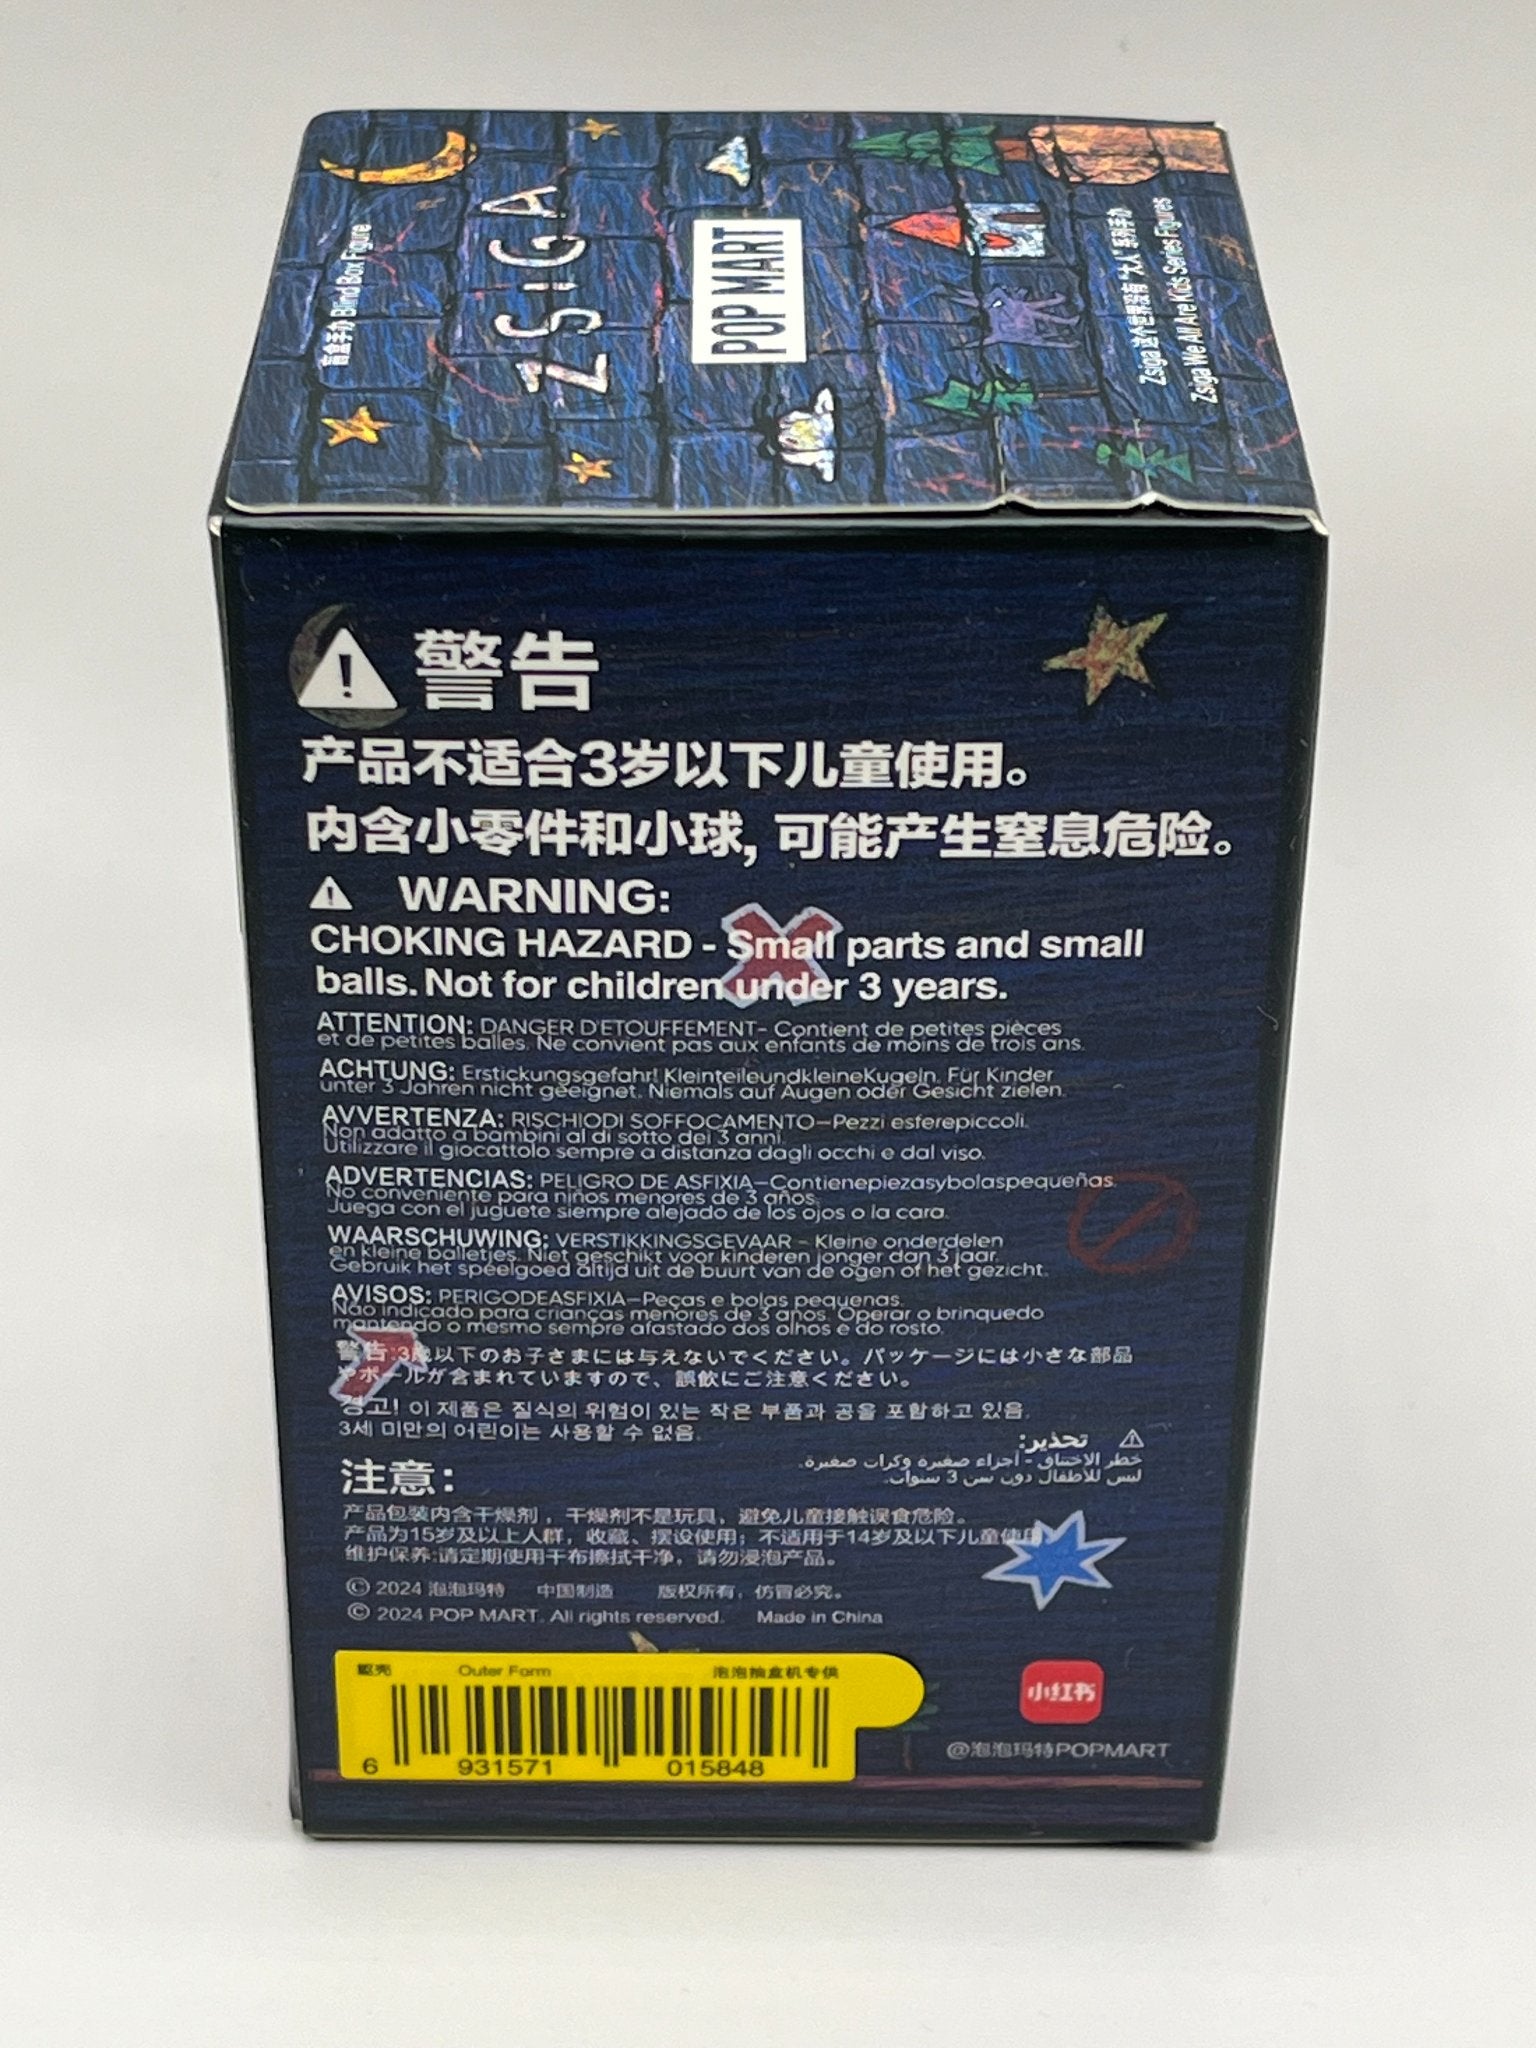 盲盒手办 Blind Box Figure
ZSIGA
POP MART
Zsiga 这个世界没有“大人”系列手办
Zsiga We All Are Kids Series Figures
警告
产品不适合3岁以下儿童使用。
内含小零件和小球, 可能产生窒息危险。
WARNING:
CHOKING HAZARD - Small parts and small
balls. Not for children under 3 years.
ATTENTION: DANGER D'ETOUFFEMENT- Contient de petites pièces
et de petites balles. Ne convient pas aux enfants de moins de trois ans.
ACHTUNG: Erstickungsgefahr! KleinteileundkleineKugeln. Für Kinder
unter 3 Jahren nicht geeignet. Niemals auf Augen oder Gesicht zielen.
AVVERTENZA: RISCHIODI SOFFOCAMENTO—Pezzi esferepiccoli.
Non adatto a bambini al di sotto dei 3 anni.
Utilizzare il giocattolo sempre a distanza dagli occhi e dal viso.
ADVERTENCIAS: PELIGRO DE ASFIXIA—Contienepiezasybolaspequeñas.
No conveniente para niños menores de 3 años.
Juega con el juguete siempre alejado de los ojos o la cara.
WAARSCHUWING: VERSTIKKINGSGEVAAR - Kleine onderdelen
en kleine balletjes. Niet geschikt voor kinderen jonger dan 3 jaar.
Gebruik het speelgoed altijd uit de buurt van de ogen of het gezicht.
AVISOS: PERIGODEASFIXIA—Peças e bolas pequenas.
Não indicado para crianças menores de 3 anos. Operar o brinquedo
mantendo o mesmo sempre afastado dos olhos e do rosto.
警告:3歳以下のお子さまには与えないでください。パッケージには小さな部品
やボールが含まれていますので、誤飲にご注意ください。
경고! 이 제품은 질식의 위험이 있는 작은 부품과 공을 포함하고 있음.
3세 미만의 어린이는 사용할 수 없음.
تحذير:
خطر الاختناق - أجزاء صغيرة وكرات صغيرة.
ليس للأطفال دون سن 3 سنوات.
注意：
产品包装内含干燥剂，干燥剂不是玩具，避免儿童接触误食危险。
产品为15岁及以上人群，收藏、摆设使用；不适用于14岁及以下儿童使用
维护保养:请定期使用干布擦拭干净，请勿浸泡产品。
© 2024 泡泡玛特 中国制造 版权所有，仿冒必究。
© 2024 POP MART. All rights reserved. Made in China
躯壳 Outer Form 泡泡抽盒机专供
6 931571 015848
小红书
@泡泡玛特POPMART